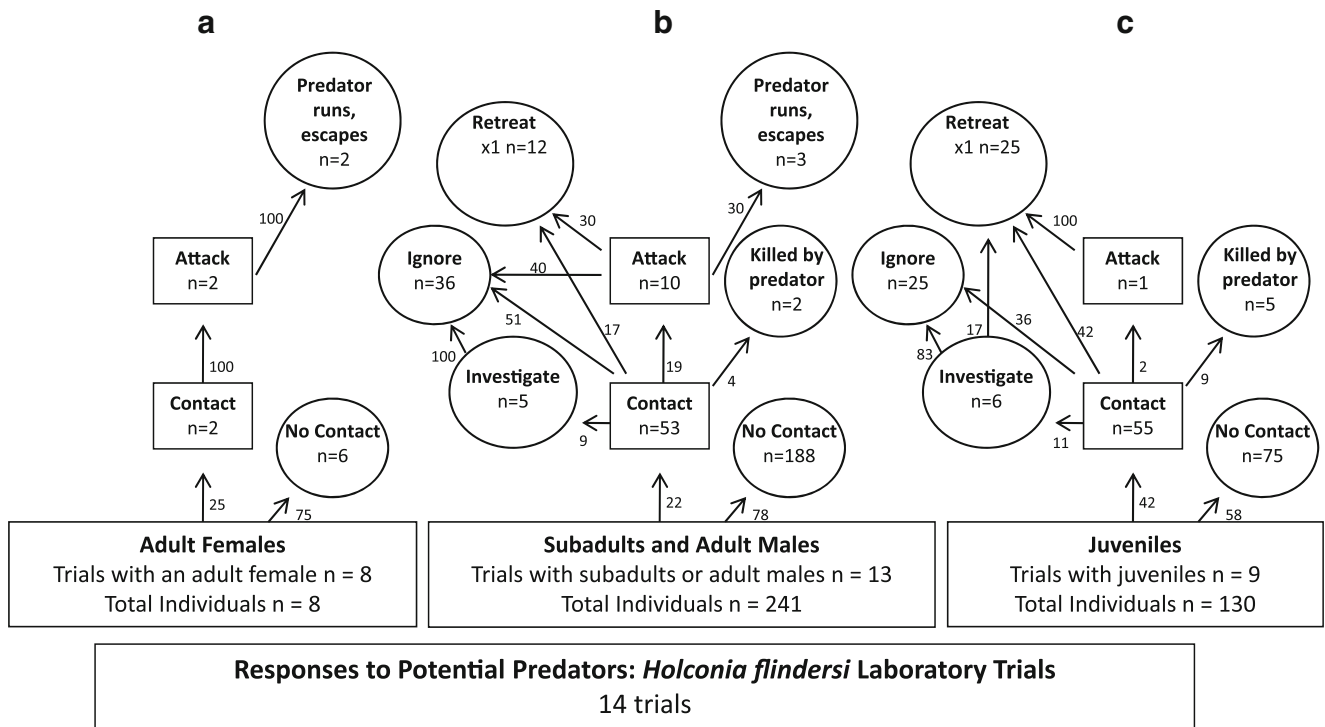 a
Predator
runs,
escapes
n=2
100
Attack
n=2
100
Contact
n=2
No Contact
n=6
25
75
Adult Females
Trials with an adult female n = 8
Total Individuals n = 8
b
Predator
runs,
escapes
n=3
Retreat
x1 n=12
30
30
Ignore
n=36
40
Attack
n=10
Killed by
predator
n=2
51
17
100
19
4
Investigate
n=5
Contact
n=53
9
No Contact
n=188
22
78
Subadults and Adult Males
Trials with subadults or adult males n = 13
Total Individuals n = 241
c
Retreat
x1 n=25
100
Ignore
n=25
Attack
n=1
Killed by
predator
n=5
17
36
42
83
2
9
Investigate
n=6
Contact
n=55
11
No Contact
n=75
42
58
Juveniles
Trials with juveniles n = 9
Total Individuals n = 130
Responses to Potential Predators: Holconia flindersi Laboratory Trials
14 trials